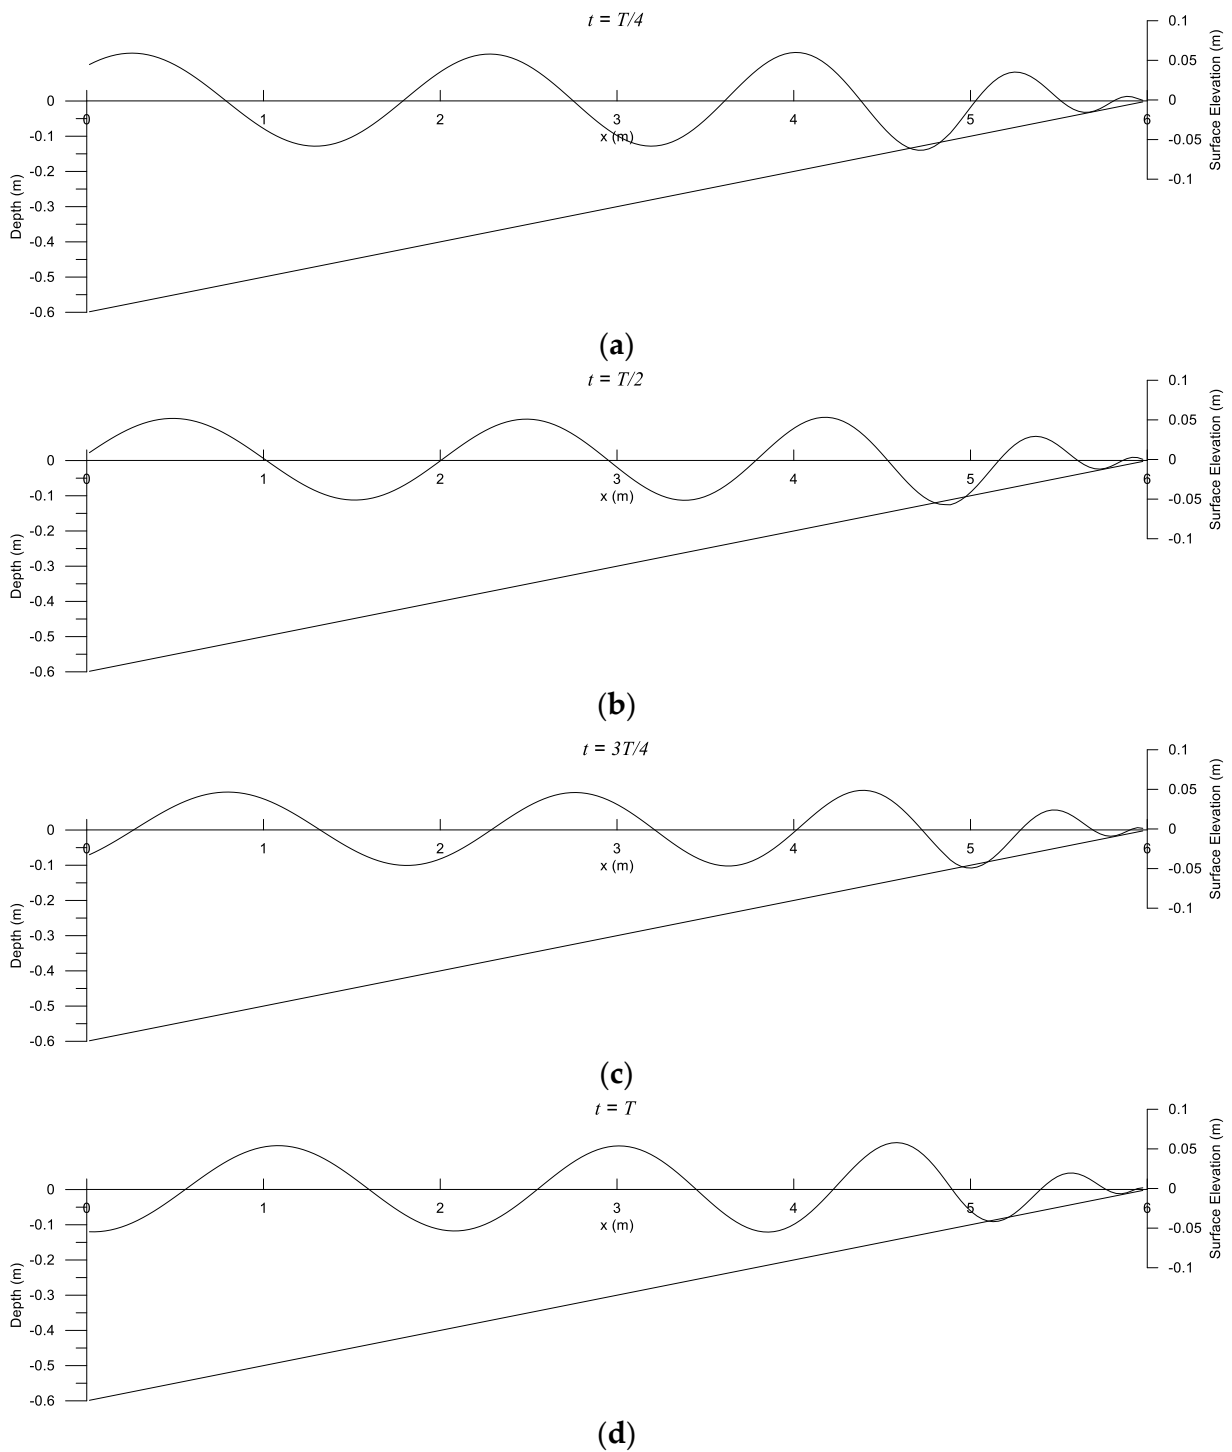 t = T/4
0.1
0.05
0
-0.05
-0.1
Surface Elevation (m)
0
-0.1
-0.2
-0.3
-0.4
-0.5
-0.6
Depth (m)
0 1 2 3 4 5 6
x (m)
(a)
t = T/2
0.1
0.05
0
-0.05
-0.1
Surface Elevation (m)
0
-0.1
-0.2
-0.3
-0.4
-0.5
-0.6
Depth (m)
0 1 2 3 4 5 6
x (m)
(b)
t = 3T/4
0.1
0.05
0
-0.05
-0.1
Surface Elevation (m)
0
-0.1
-0.2
-0.3
-0.4
-0.5
-0.6
Depth (m)
0 1 2 3 4 5 6
x (m)
(c)
t = T
0.1
0.05
0
-0.05
-0.1
Surface Elevation (m)
0
-0.1
-0.2
-0.3
-0.4
-0.5
-0.6
Depth (m)
0 1 2 3 4 5 6
x (m)
(d)